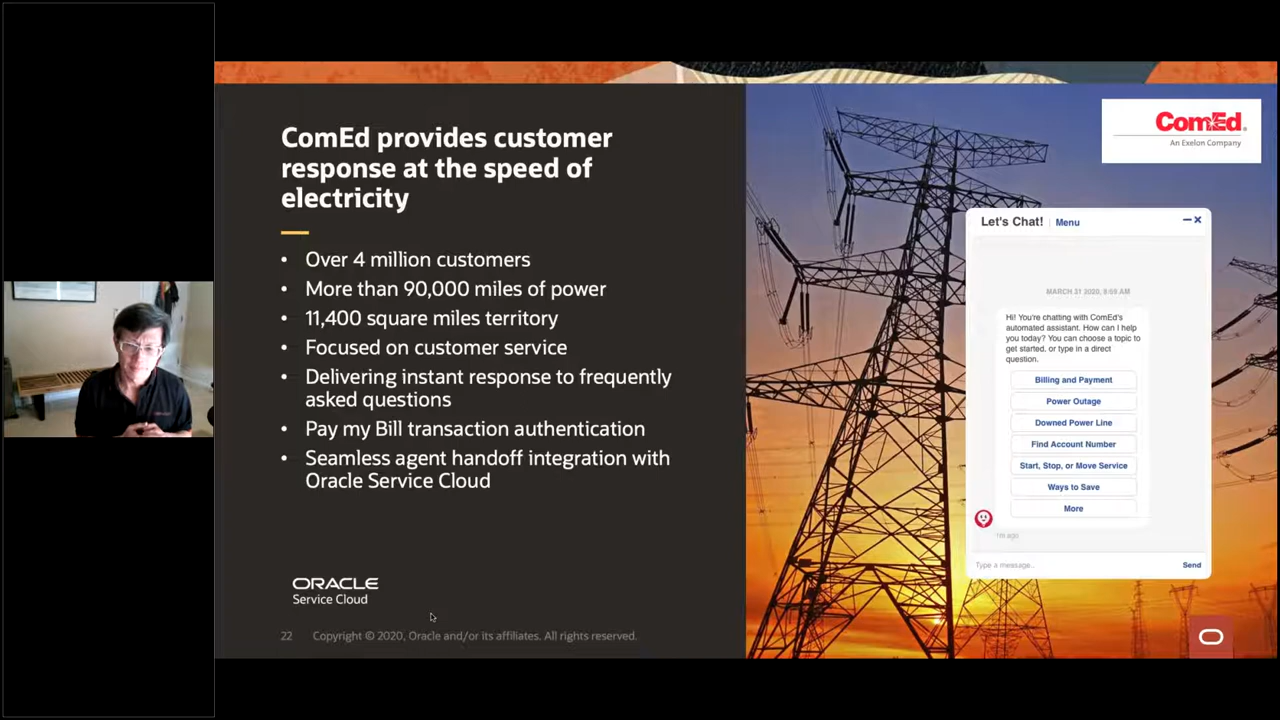 ComEd provides customer
response at the speed of
electricity
• Over 4 million customers
• More than 90,000 miles of power
• 11,400 square miles territory
• Focused on customer service
• Delivering instant response to frequently
asked questions
• Pay my Bill transaction authentication
• Seamless agent handoff integration with
Oracle Service Cloud
ORACLE
Service Cloud
22 Copyright © 2020, Oracle and/or its affiliates. All rights reserved.
ComEd®
An Exelon Company
Let's Chat! Menu
MARCH 31 2020, 8:59 AM
Hi! You're chatting with ComEd's
automated assistant. How can I help
you today? You can choose a topic to
get started, or type in a direct
question.
Billing and Payment
Power Outage
Downed Power Line
Find Account Number
Start, Stop, or Move Service
Ways to Save
More
1m ago
Type a message.. Send